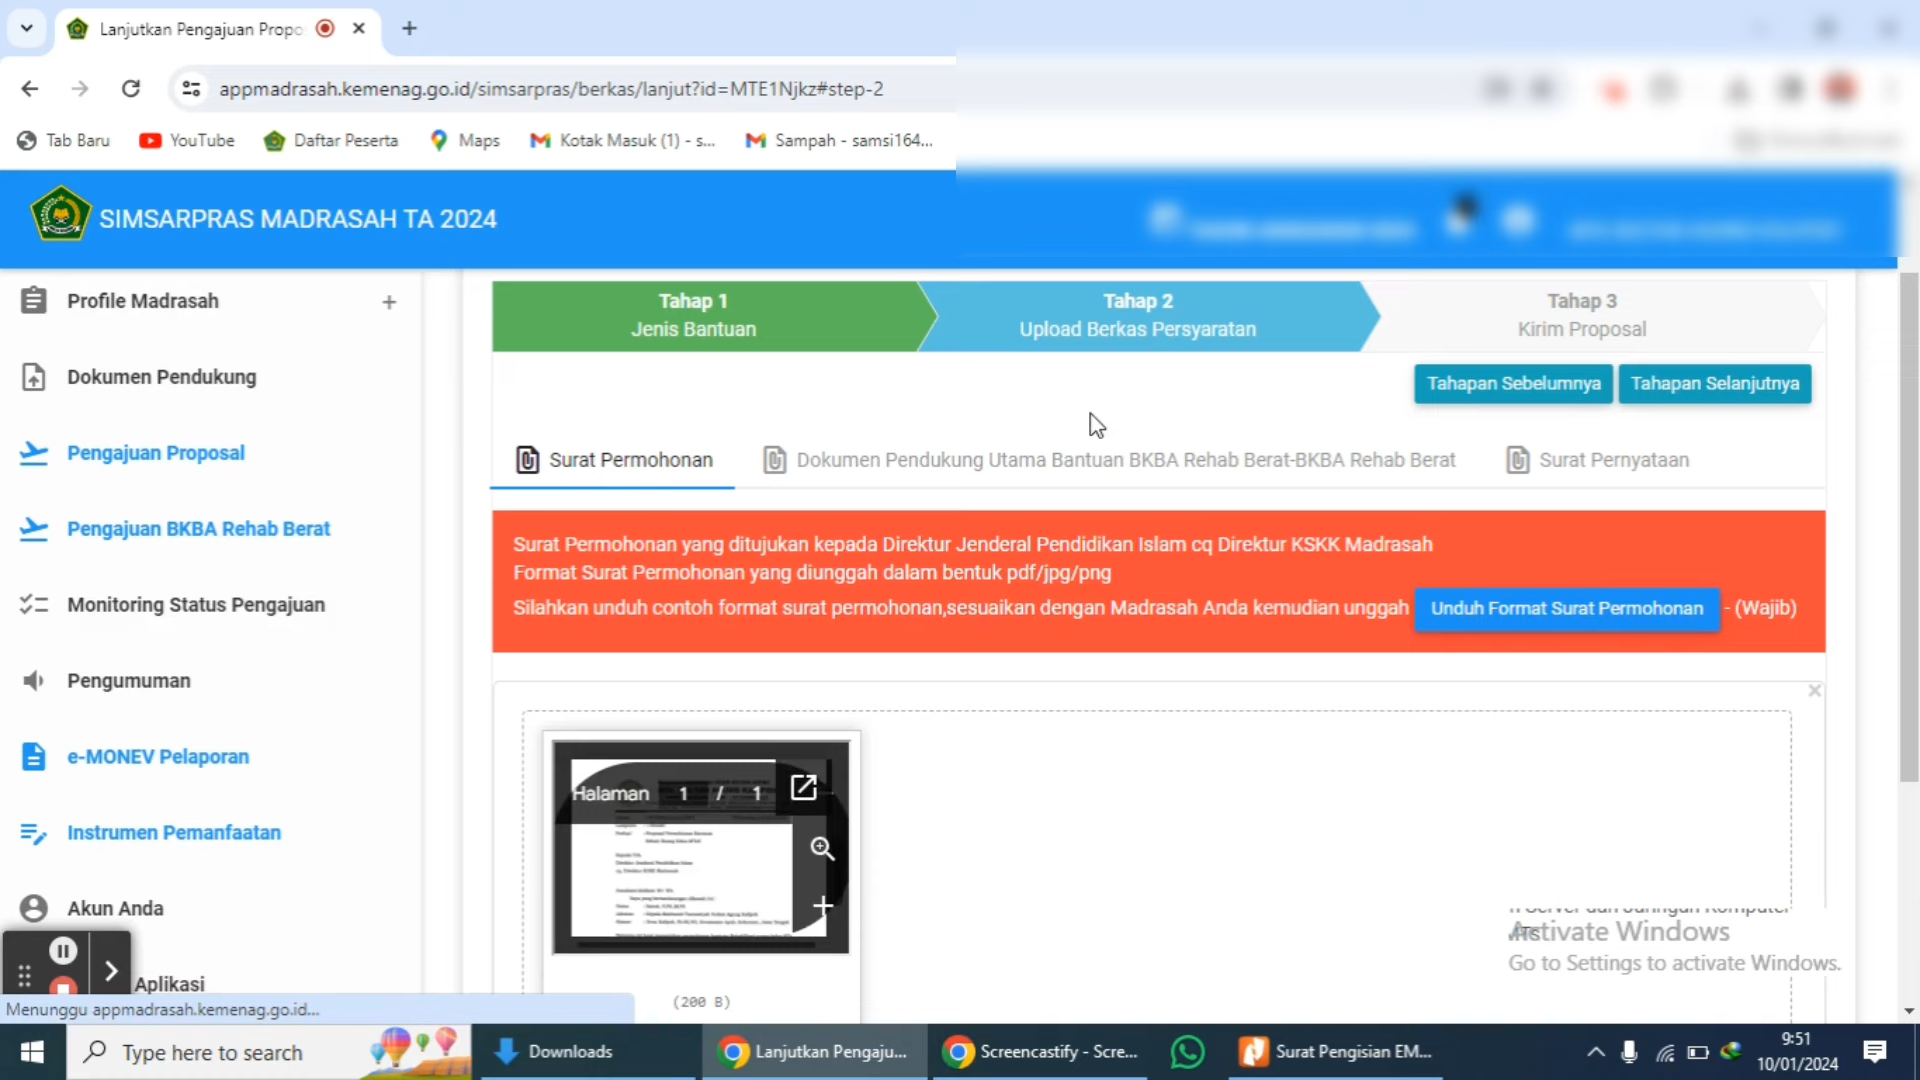 Lanjutkan Pengajuan Propo
appmadrasah.kemenag.go.id/simsarpras/berkas/lanjut?id=MTE1Njkz#step-2
Tab Baru
YouTube
Daftar Peserta
Maps
Kotak Masuk (1) - s...
Sampah - samsi164...
SIMSARPRAS MADRASAH TA 2024
Profile Madrasah
Dokumen Pendukung
Pengajuan Proposal
Pengajuan BKBA Rehab Berat
Monitoring Status Pengajuan
Pengumuman
e-MONEV Pelaporan
Instrumen Pemanfaatan
Akun Anda
Aplikasi
Menunggu appmadrasah.kemenag.go.id...
Tahap 1
Jenis Bantuan
Tahap 2
Upload Berkas Persyaratan
Tahap 3
Kirim Proposal
Tahapan Sebelumnya
Tahapan Selanjutnya
Surat Permohonan
Dokumen Pendukung Utama Bantuan BKBA Rehab Berat-BKBA Rehab Berat
Surat Pernyataan
Surat Permohonan yang ditujukan kepada Direktur Jenderal Pendidikan Islam cq Direktur KSKK Madrasah
Format Surat Permohonan yang diunggah dalam bentuk pdf/jpg/png
Silahkan unduh contoh format surat permohonan,sesuaikan dengan Madrasah Anda kemudian unggah Unduh Format Surat Permohonan - (Wajib)
Halaman 1 / 1
(200 B)
Activate Windows
Go to Settings to activate Windows.
Type here to search
Downloads
Lanjutkan Pengaju...
Screencastify - Scre...
Surat Pengisian EM...
9:51
10/01/2024